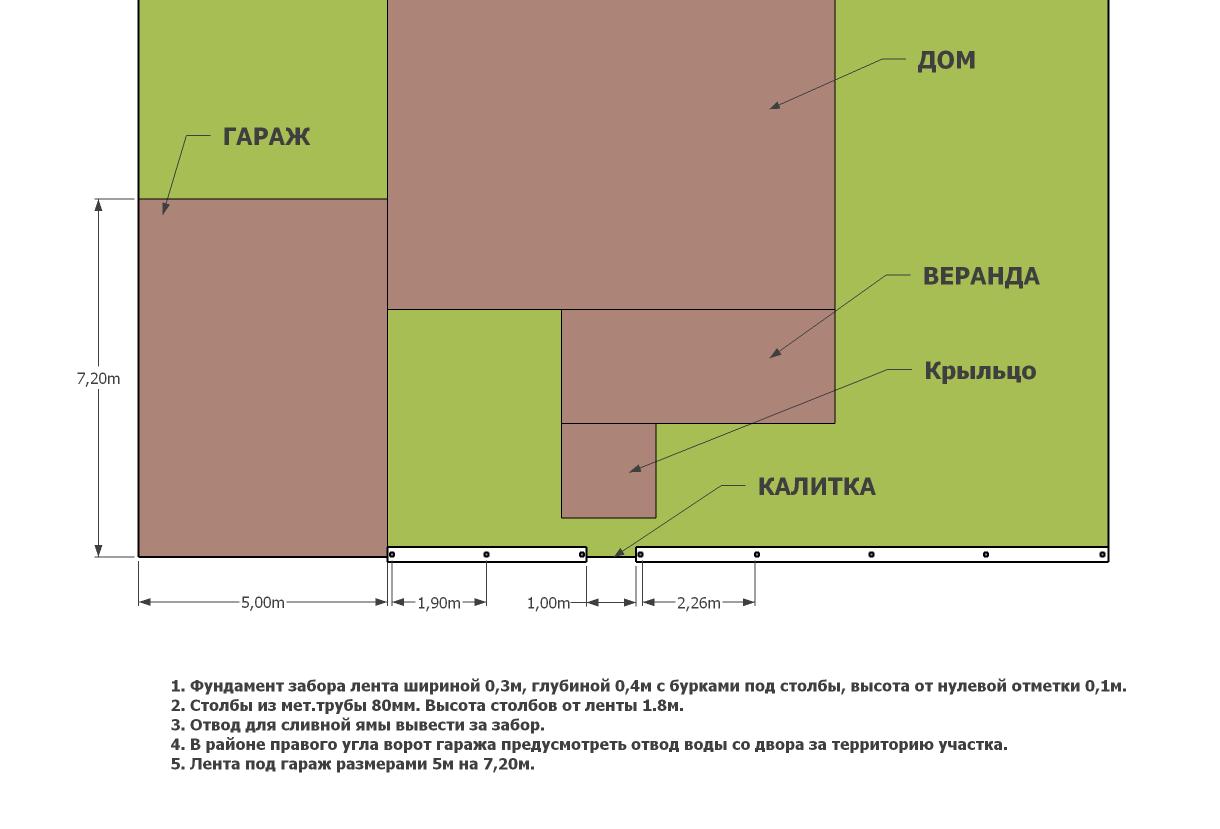 ДОМ
ГАРАЖ
ВЕРАНДА
Крыльцо
7,20m
КАЛИТКА
5,00m
1,90m
1,00m
2,26m
1. Фундамент забора лента шириной 0,3м, глубиной 0,4м с бурками под столбы, высота от нулевой отметки 0,1м.
2. Столбы из мет.трубы 80мм. Высота столбов от ленты 1.8м.
3. Отвод для сливной ямы вывести за забор.
4. В районе правого угла ворот гаража предусмотреть отвод воды со двора за территорию участка.
5. Лента под гараж размерами 5м на 7,20м.